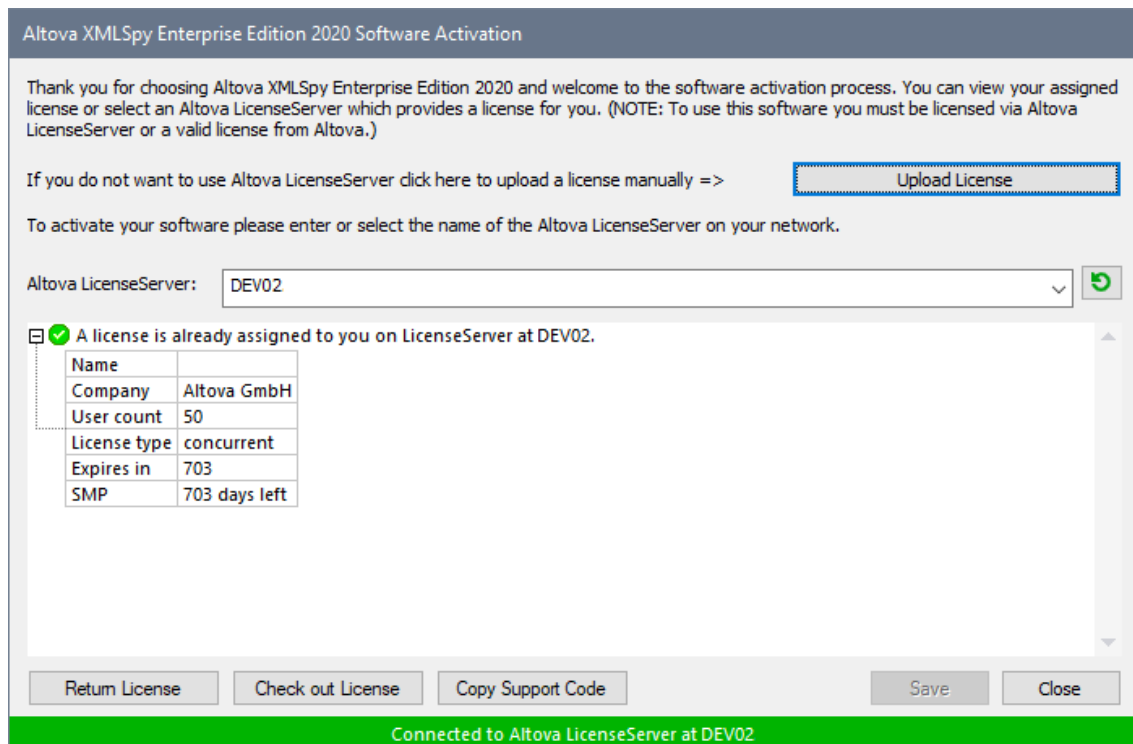 Altova XMLSpy Enterprise Edition 2020 Software Activation
Thank you for choosing Altova XMLSpy Enterprise Edition 2020 and welcome to the software activation process. You can view your assigned
license or select an Altova LicenseServer which provides a license for you. (NOTE: To use this software you must be licensed via Altova
LicenseServer or a valid license from Altova.)
If you do not want to use Altova LicenseServer click here to upload a license manually => Upload License
To activate your software please enter or select the name of the Altova LicenseServer on your network.
Altova LicenseServer: DEV02
A license is already assigned to you on LicenseServer at DEV02.
Name
Company Altova GmbH
User count 50
License type concurrent
Expires in 703
SMP 703 days left
Return License Check out License Copy Support Code Save Close
Connected to Altova LicenseServer at DEV02